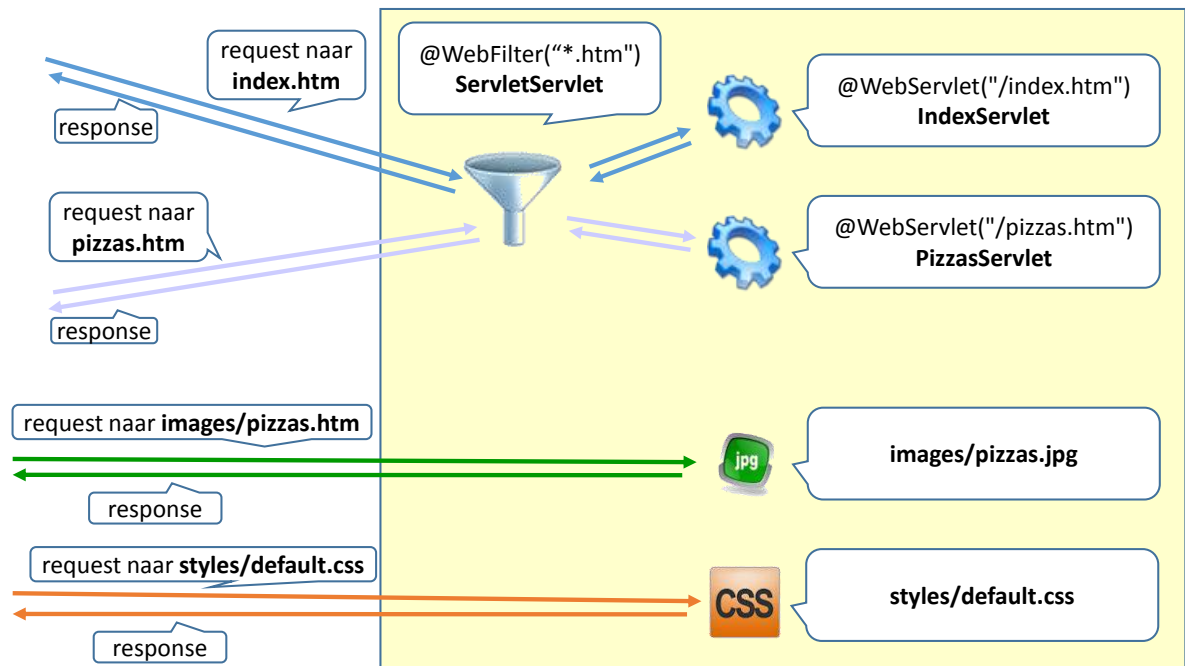 request naar
index.htm
response
@WebFilter(“*.htm")
ServletServlet
@WebServlet("/index.htm")
IndexServlet
request naar
pizzas.htm
response
@WebServlet("/pizzas.htm")
PizzasServlet
request naar images/pizzas.htm
response
jpg
images/pizzas.jpg
request naar styles/default.css
response
CSS
styles/default.css